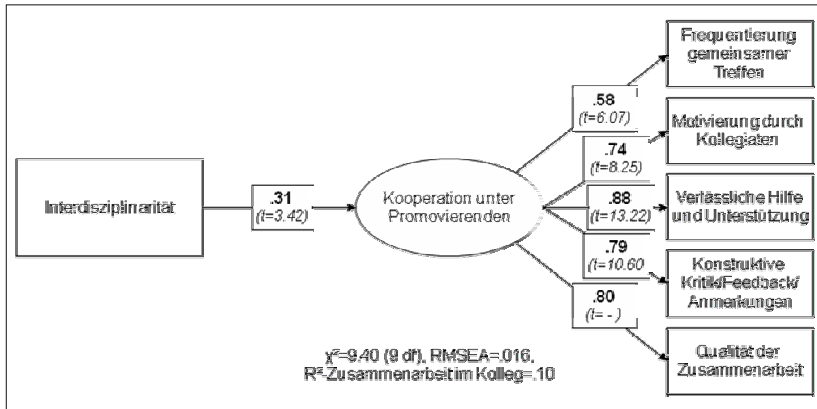 Interdisziplinarität
.31
(t=3.42)
Kooperation unter
Promovierenden
.58
(t=6.07)
.74
(t=8.25)
.88
(t=13.22)
.79
(t=10.60
.80
(t= - )
Frequentierung
gemeinsamer
Treffen
Motivierung durch
Kollegiaten
Verlässliche Hilfe
und Unterstützung
Konstruktive
Kritik/Feedback/
Anmerkungen
Qualität der
Zusammenarbeit
χ²=9.40 (9 df), RMSEA=.016,
R²-Zusammenarbeit im Kolleg=.10